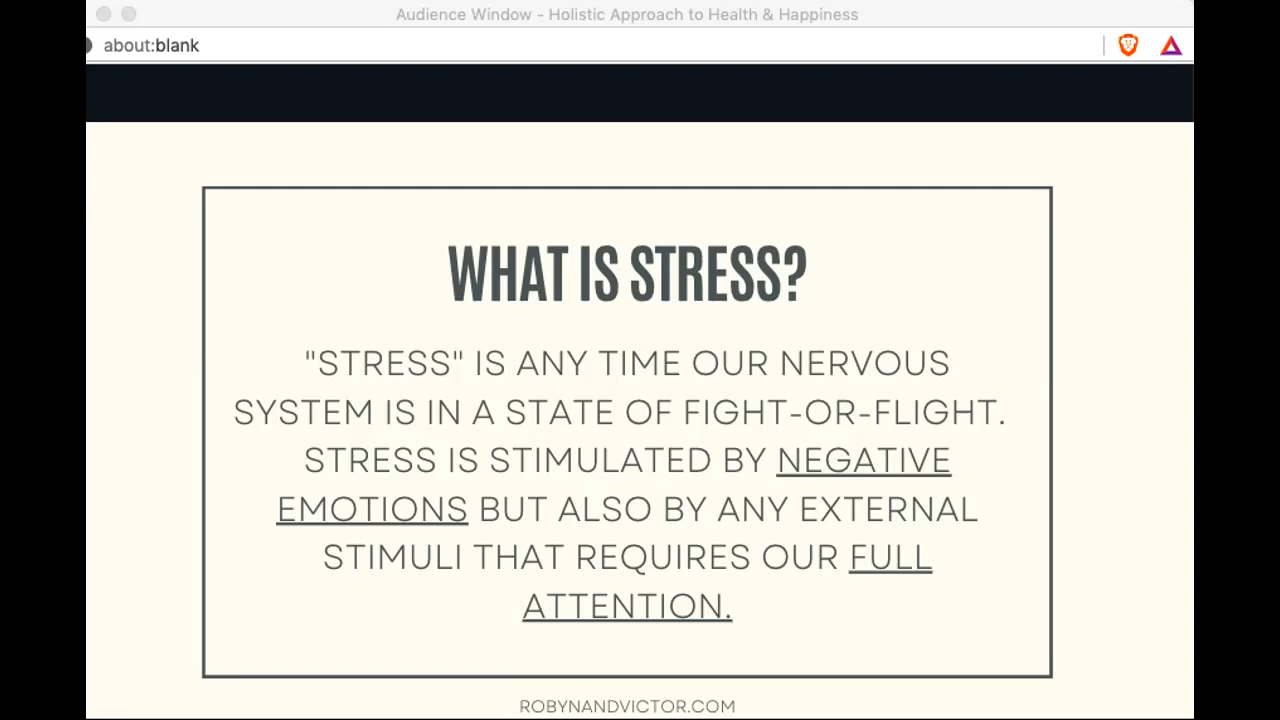 Audience Window - Holistic Approach to Health & Happiness
about:blank
WHAT IS STRESS?
"STRESS" IS ANY TIME OUR NERVOUS
SYSTEM IS IN A STATE OF FIGHT-OR-FLIGHT.
STRESS IS STIMULATED BY NEGATIVE
EMOTIONS BUT ALSO BY ANY EXTERNAL
STIMULI THAT REQUIRES OUR FULL
ATTENTION.
ROBYNANDVICTOR.COM